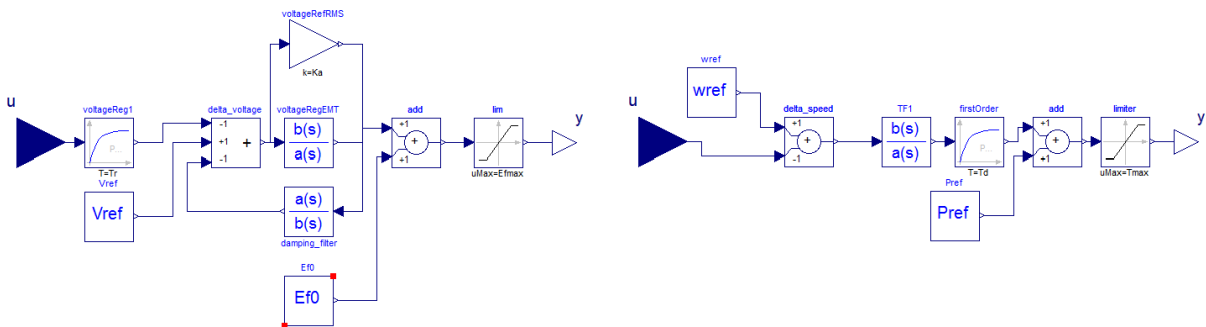 voltageRefRMS
k=Ka
u
voltageReg1
P...
T=Tr
delta_voltage
-1
+1
-1
+
voltageRegEMT
b(s)
a(s)
add
+1
+1
+
lim
uMax=Efmax
y
Vref
Vref
a(s)
b(s)
damping_filter
Ef0
Ef0
wref
wref
u
delta_speed
+1
-1
+
TF1
b(s)
a(s)
firstOrder
P...
T=Td
add
+1
+1
+
limiter
uMax=Tmax
y
Pref
Pref